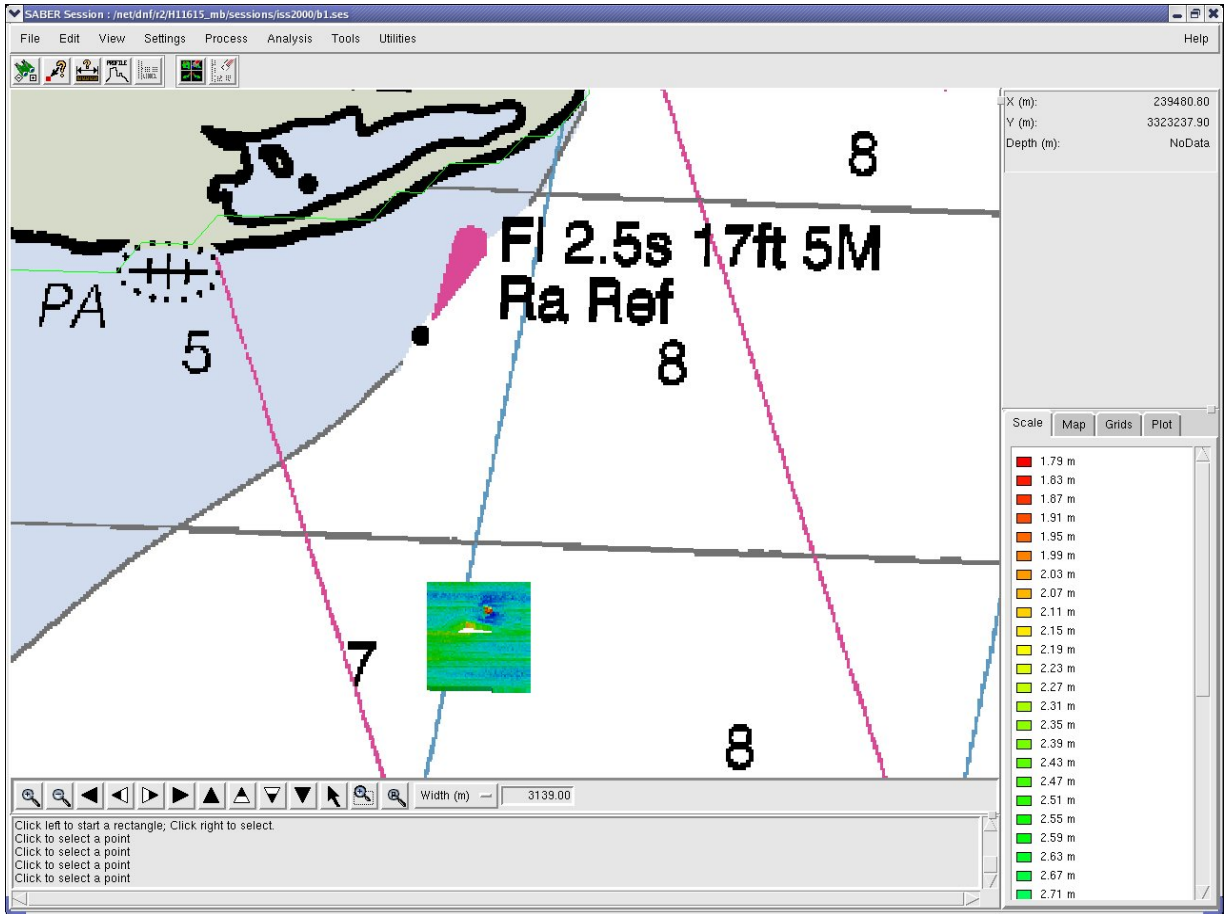 SABER Session : /net/dnf/r2/H11615_mb/sessions/iss2000/b1.ses
File Edit View Settings Process Analysis Tools Utilities Help
PROFILE
X (m): 239480.80
Y (m): 3323237.90
Depth (m): NoData
8
Fl 2.5s 17ft 5M
Ra Ref
PA
5
8
7
8
Scale Map Grids Plot
1.79 m
1.83 m
1.87 m
1.91 m
1.95 m
1.99 m
2.03 m
2.07 m
2.11 m
2.15 m
2.19 m
2.23 m
2.27 m
2.31 m
2.35 m
2.39 m
2.43 m
2.47 m
2.51 m
2.55 m
2.59 m
2.63 m
2.67 m
2.71 m
Width (m) 3139.00
Click left to start a rectangle; Click right to select.
Click to select a point
Click to select a point
Click to select a point
Click to select a point